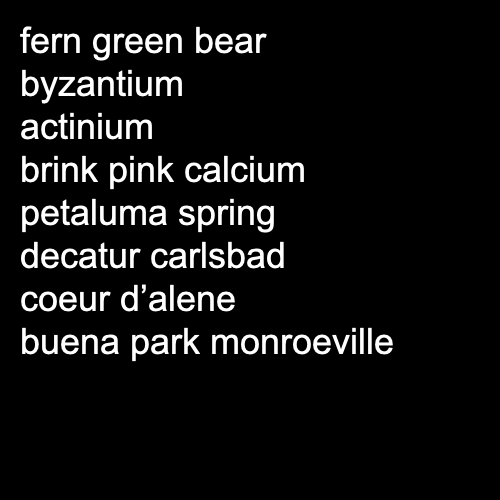 fern green bear
byzantium
actinium
brink pink calcium
petaluma spring
decatur carlsbad
coeur d’alene
buena park monroeville